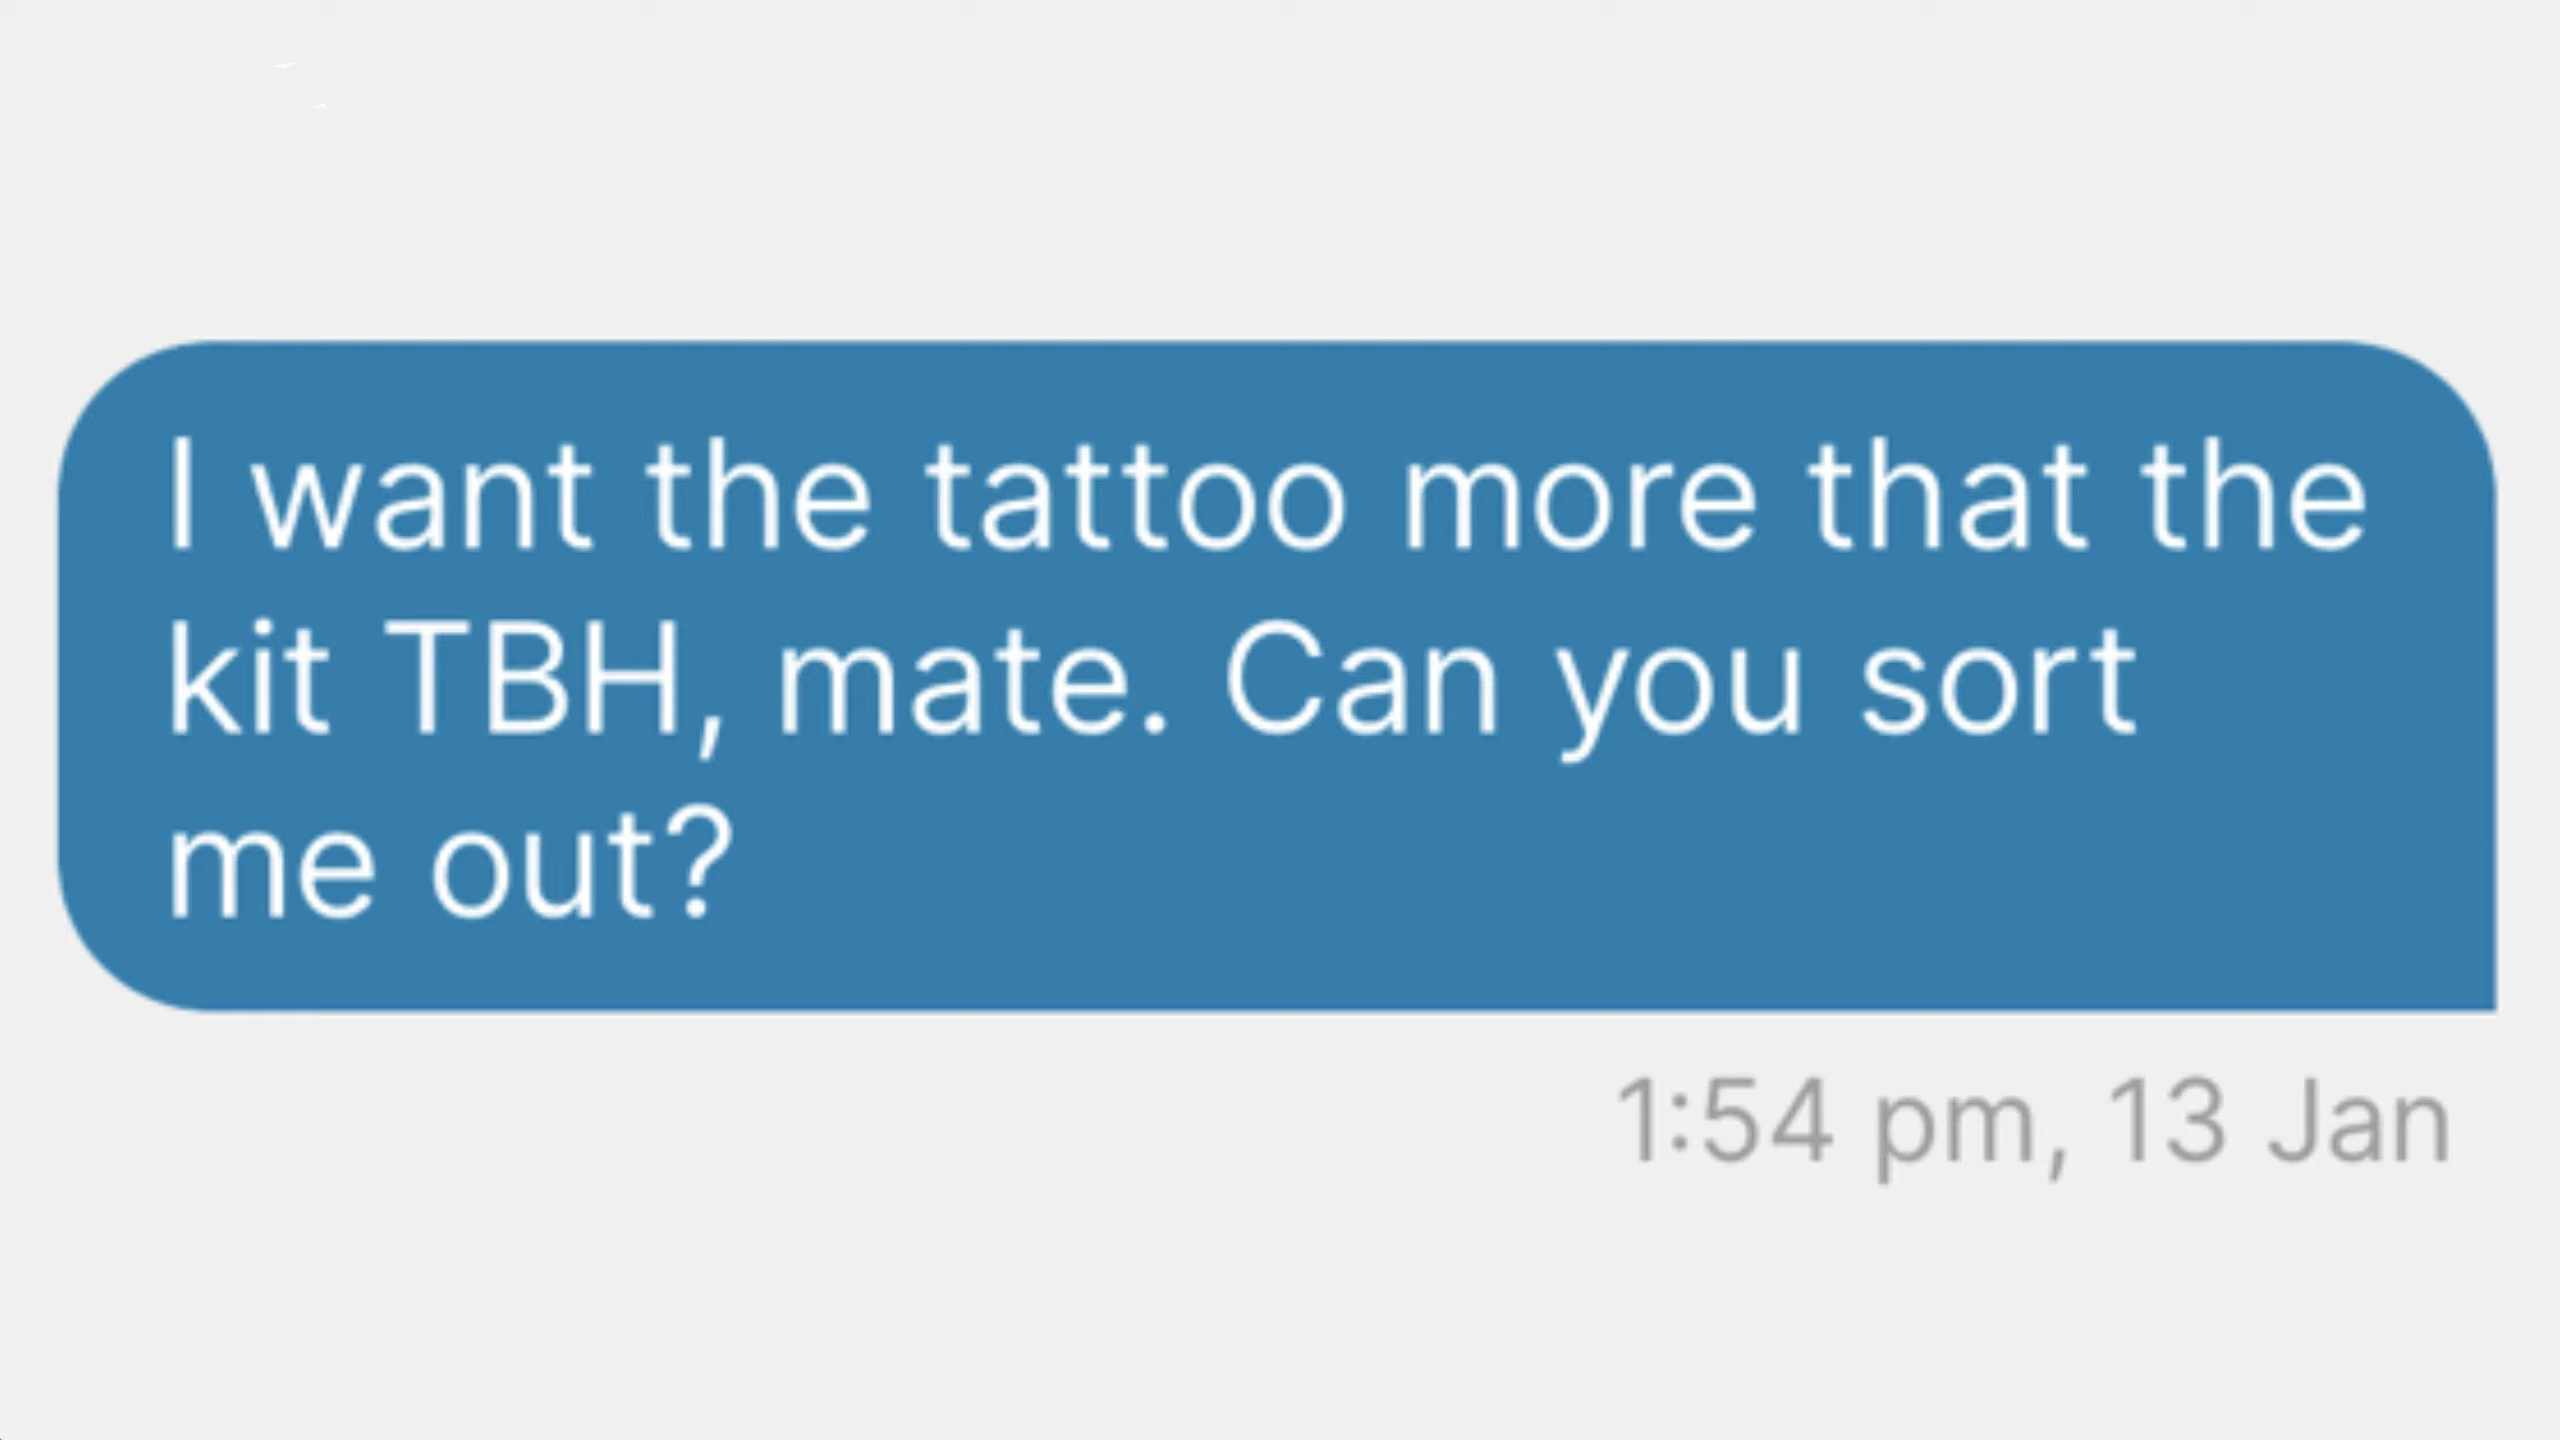 I want the tattoo more that the
kit TBH, mate. Can you sort
me out?
1:54 pm, 13 Jan